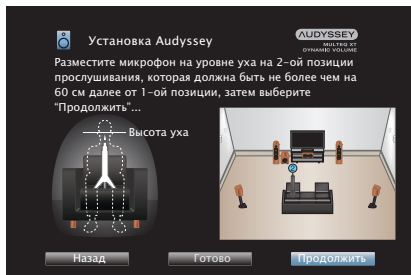 Установка Audyssey
AUDYSSEY
MULTEQ XT
DYNAMIC VOLUME
Разместите микрофон на уровне уха на 2-ой позиции
прослушивания, которая должна быть не более чем на
60 см далее от 1-ой позиции, затем выберите
“Продолжить”...
Высота уха
Назад
Готово
Продолжить